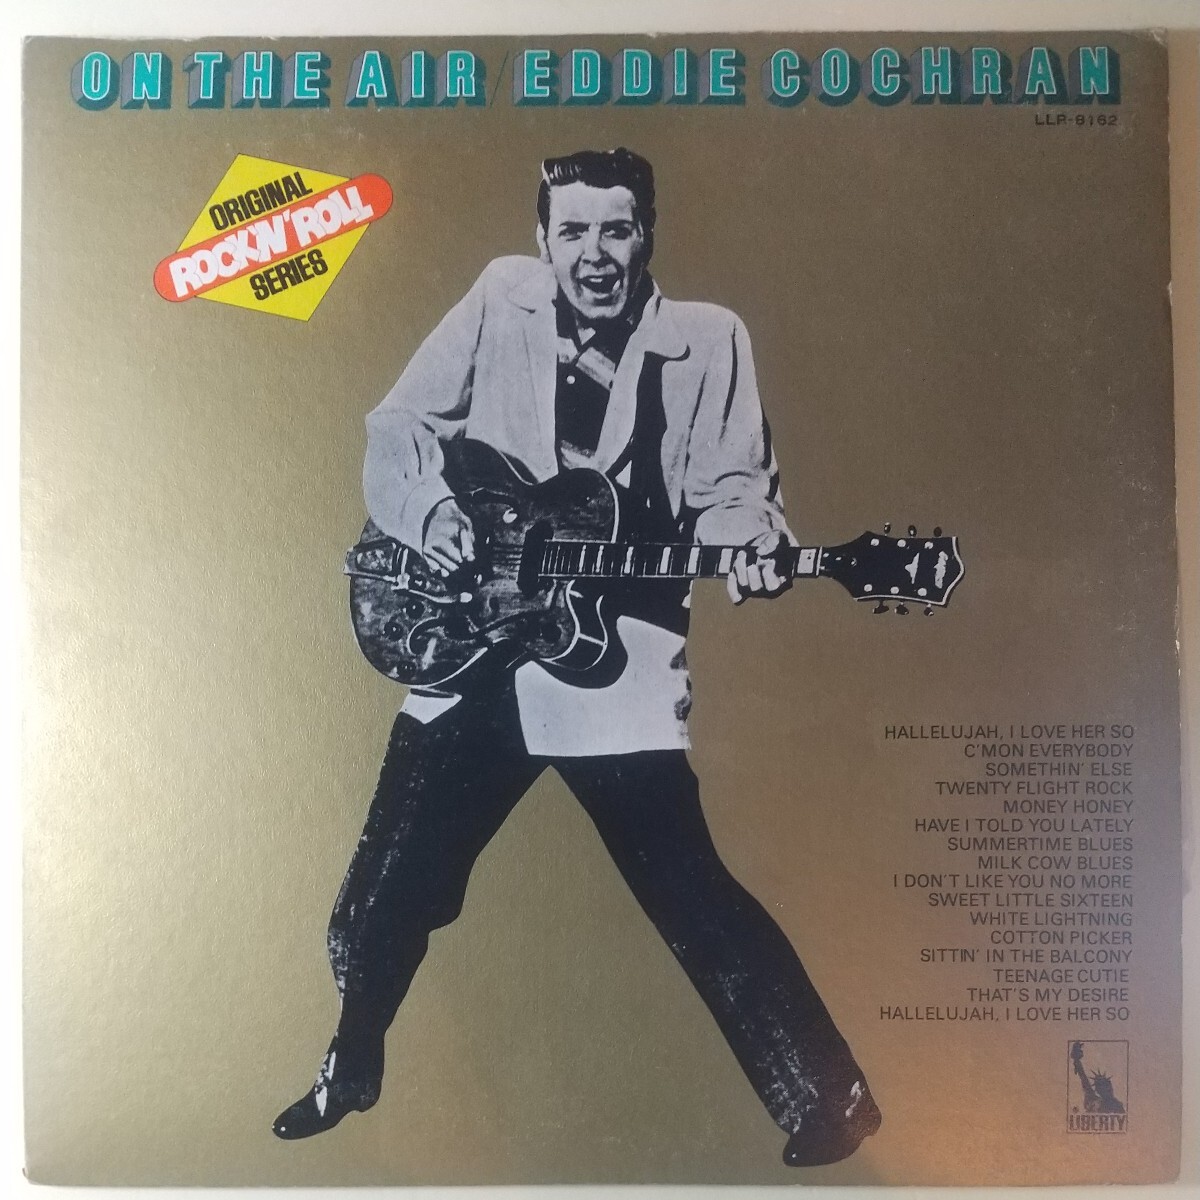 ON THE AIR/EDDIE COCHRAN
LLR-8162
ORIGINAL
ROCK'N'ROLL
SERIES
HALLELUJAH, I LOVE HER SO
C'MON EVERYBODY
SOMETHIN' ELSE
TWENTY FLIGHT ROCK
MONEY HONEY
HAVE I TOLD YOU LATELY
SUMMERTIME BLUES
MILK COW BLUES
I DON'T LIKE YOU NO MORE
SWEET LITTLE SIXTEEN
WHITE LIGHTNING
COTTON PICKER
SITTIN' IN THE BALCONY
TEENAGE CUTIE
THAT'S MY DESIRE
HALLELUJAH, I LOVE HER SO
LIBERTY